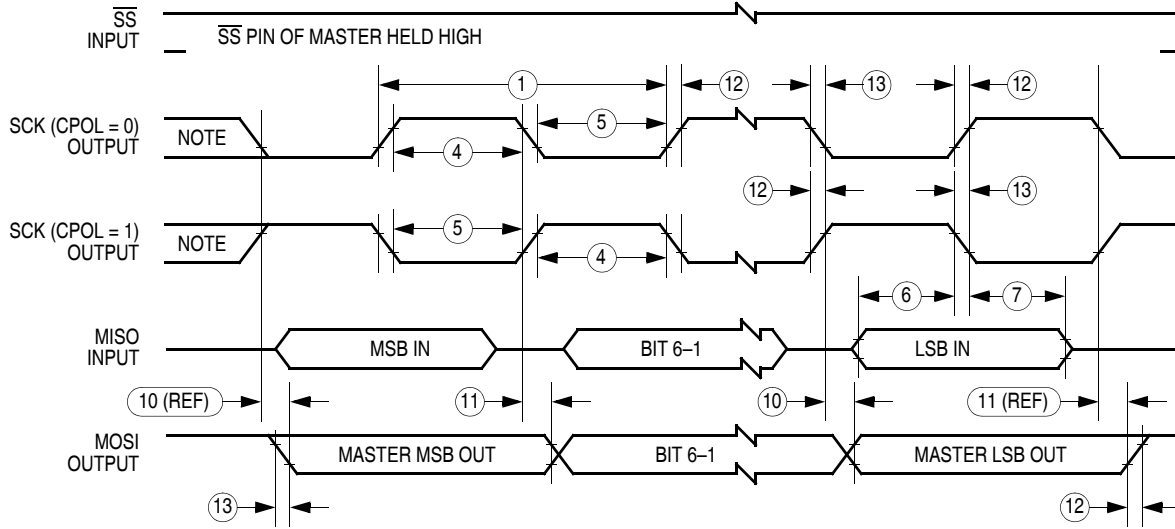 SS
INPUT
SS PIN OF MASTER HELD HIGH
1
12
13
12
SCK (CPOL = 0)
OUTPUT
NOTE
5
4
12
13
SCK (CPOL = 1)
OUTPUT
NOTE
5
4
6
7
MISO
INPUT
MSB IN
BIT 6–1
LSB IN
10 (REF)
11
10
11 (REF)
MOSI
OUTPUT
MASTER MSB OUT
BIT 6–1
MASTER LSB OUT
13
12